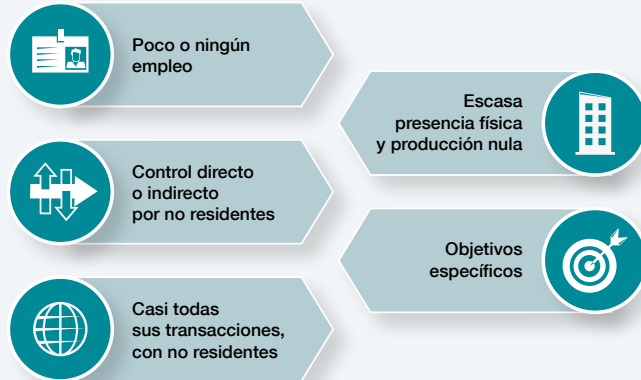 Poco o ningún
empleo
Escasa
presencia física
y producción nula
Control directo
o indirecto
por no residentes
Objetivos
específicos
Casi todas
sus transacciones,
con no residentes